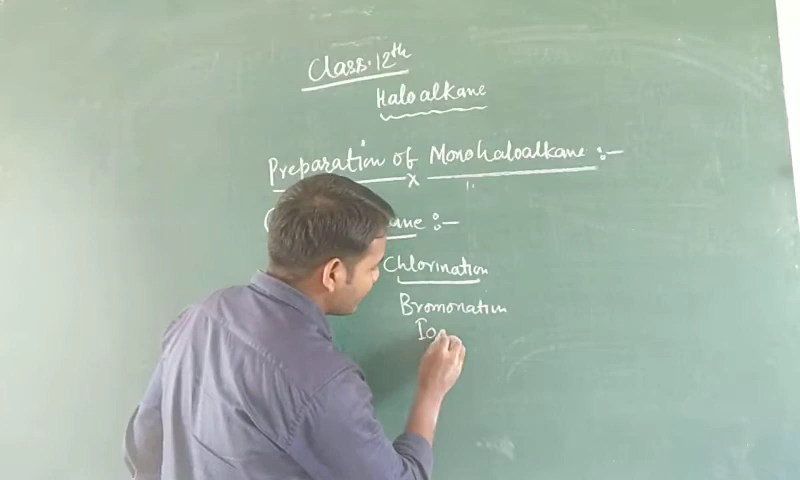 Class. 12th
Haloalkane
Preparation of Monohaloalkane :-
ane :-
Chlorination
Bromonation
Io